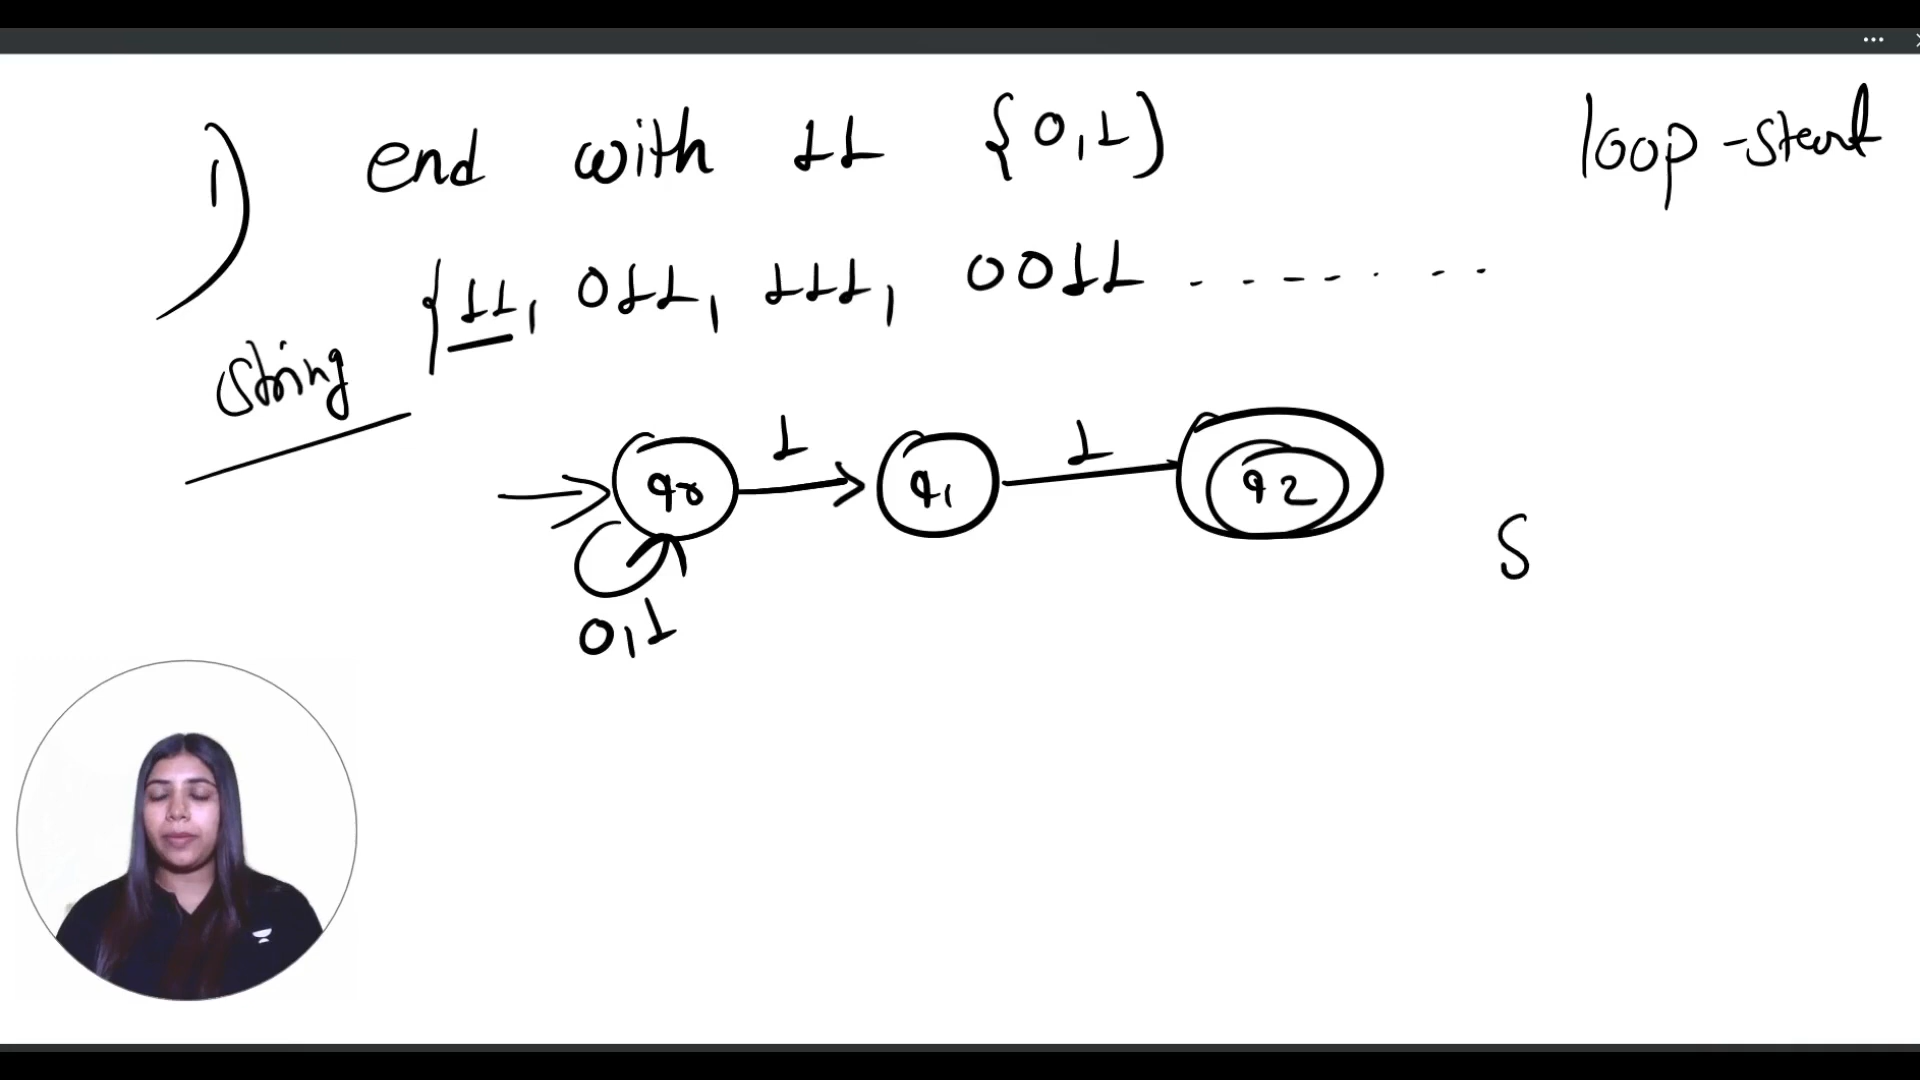 1) end with 11 {0,1}
loop - start
{11, 011, 111, 0011 - - - - - - -
string
1 1
q0 q1 q2
S
0,1